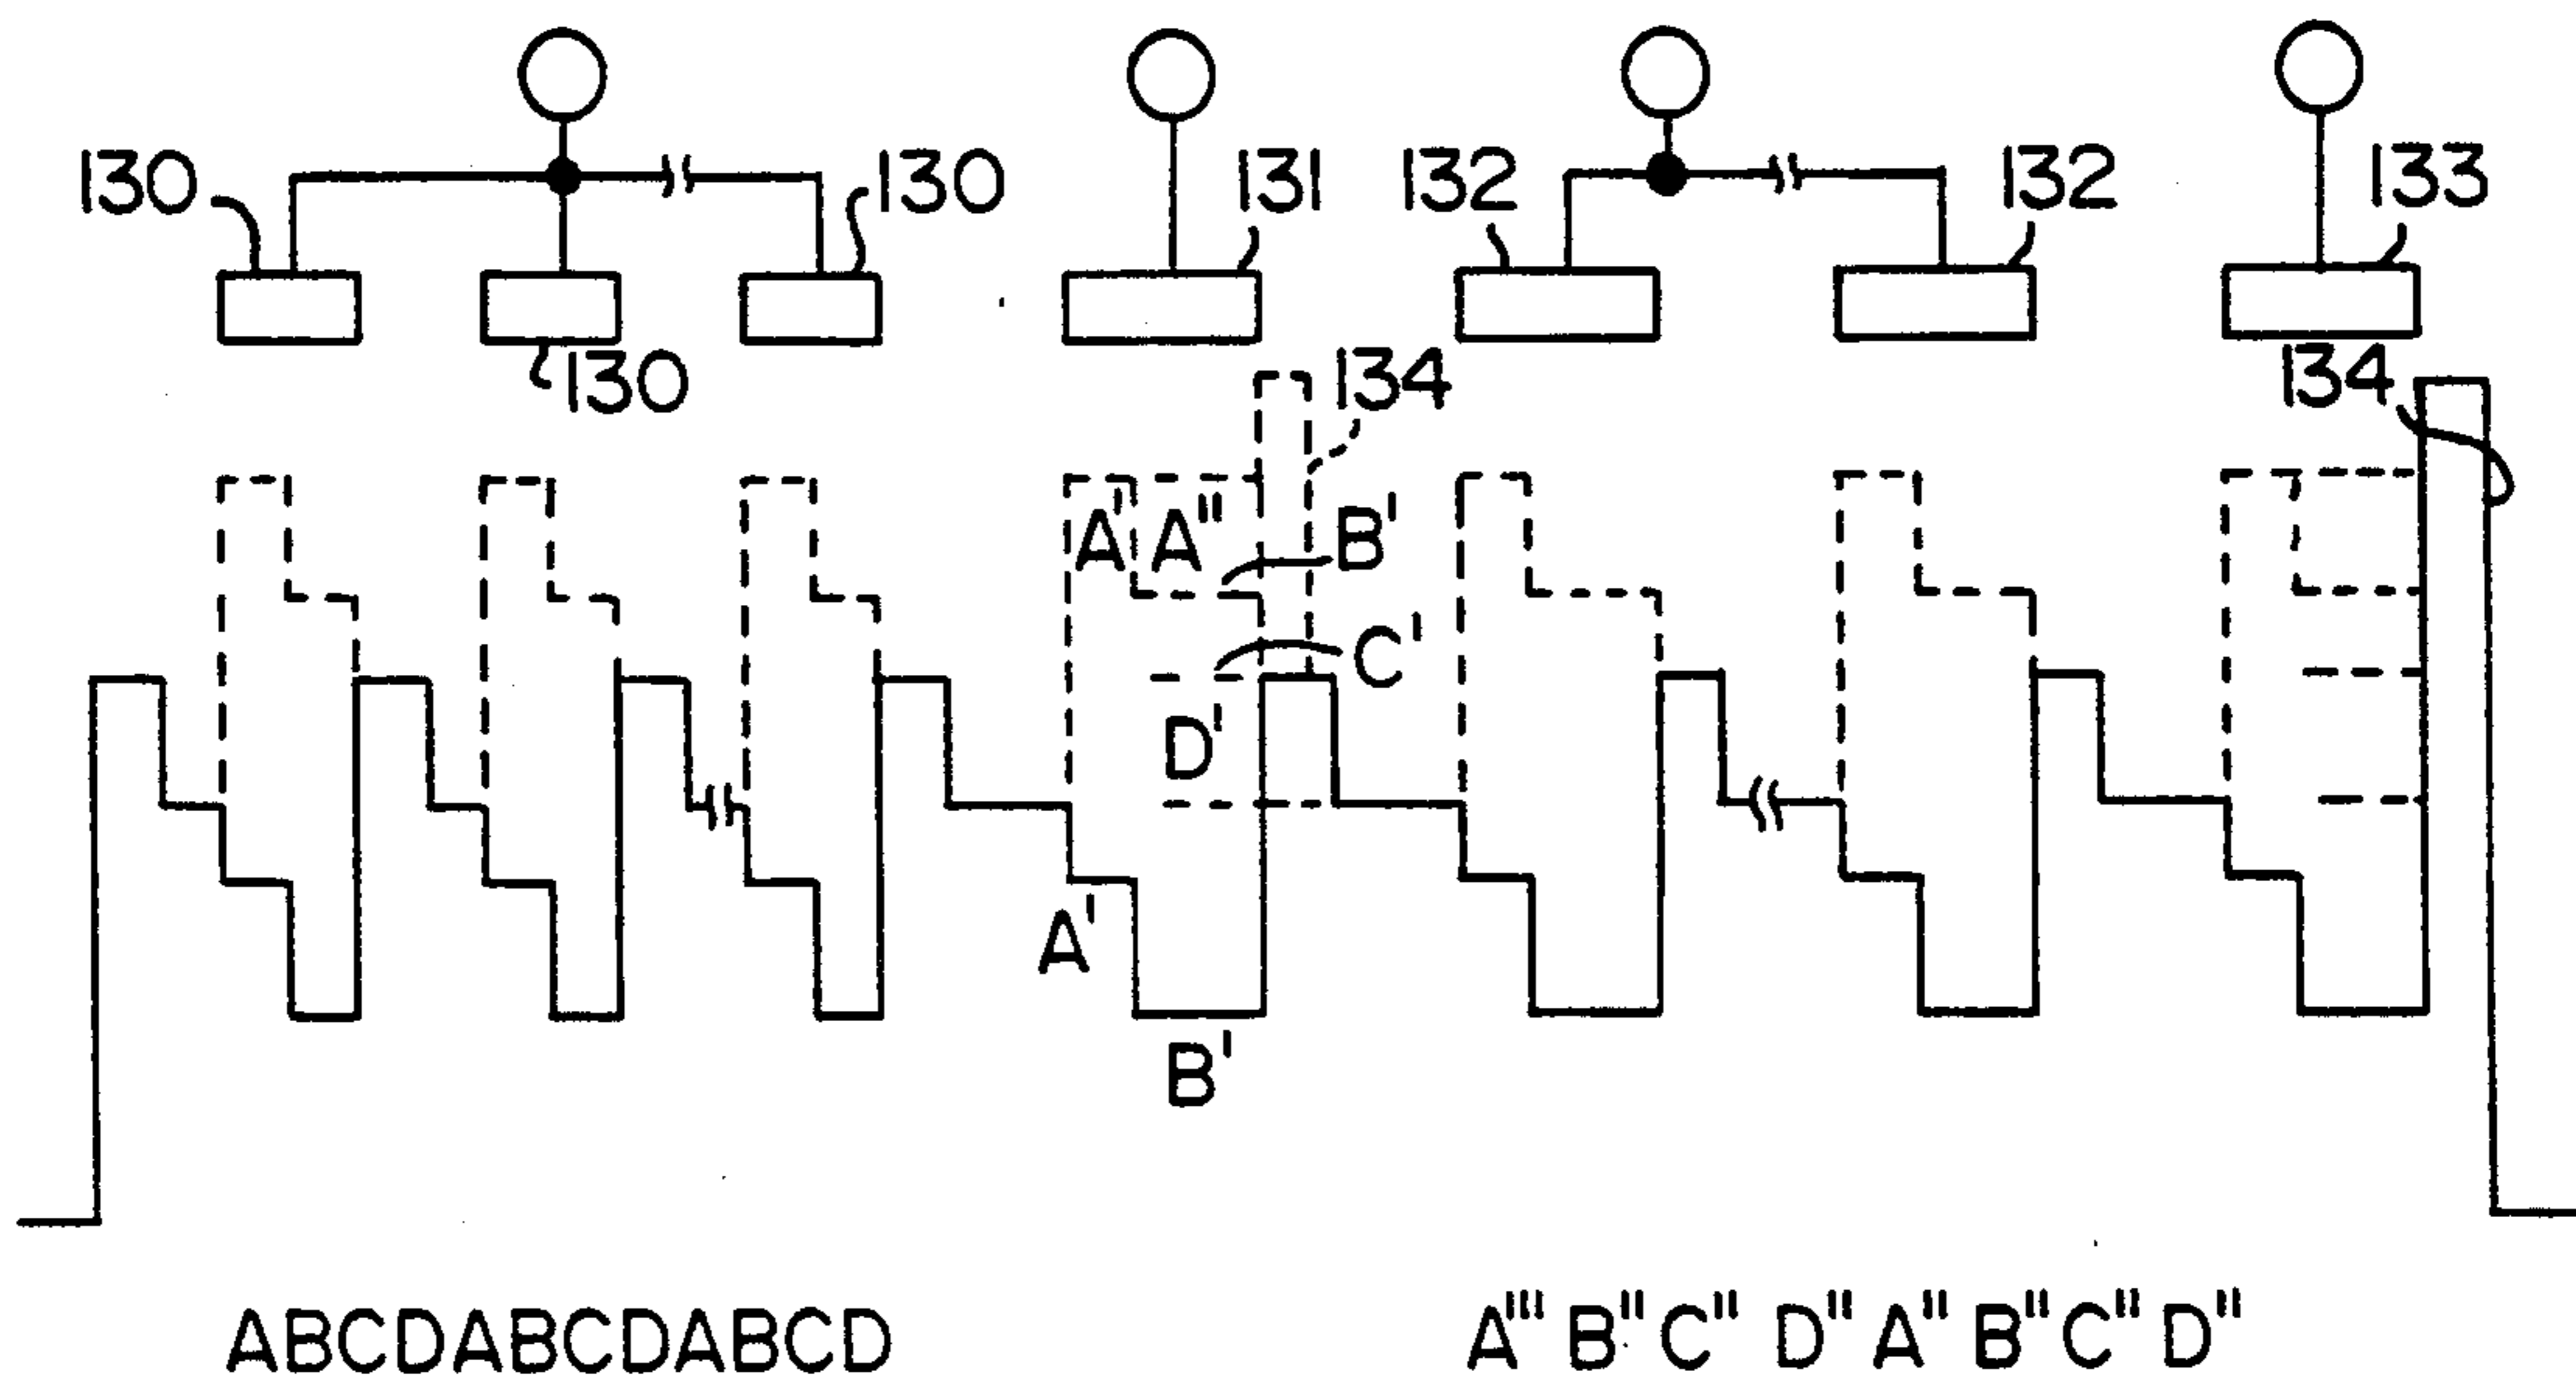 130 130 131 132 132 133
130 134 134
A' A" B'
C'
D'
A'
B'
ABCDABCDABCD A"' B" C" D" A" B" C" D"